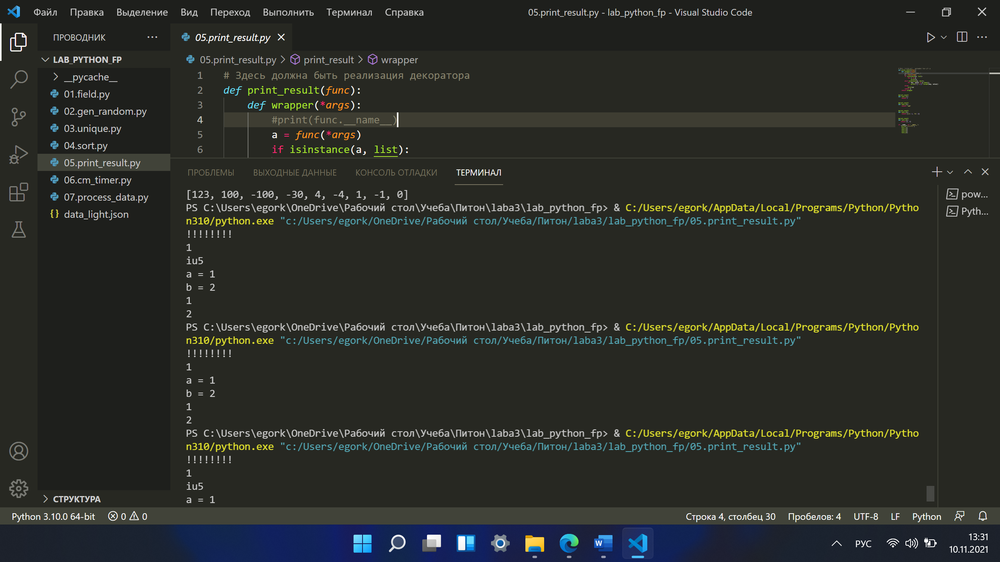 Файл Правка Выделение Вид Переход Выполнить Терминал Справка
05.print_result.py - lab_python_fp - Visual Studio Code
ПРОВОДНИК
LAB_PYTHON_FP
__pycache__
01.field.py
02.gen_random.py
03.unique.py
04.sort.py
05.print_result.py
06.cm_timer.py
07.process_data.py
{} data_light.json
СТРУКТУРА
05.print_result.py
05.print_result.py > print_result > wrapper
1 # Здесь должна быть реализация декоратора
2 def print_result(func):
3 def wrapper(*args):
4 #print(func.__name__)
5 a = func(*args)
6 if isinstance(a, list):
ПРОБЛЕМЫ ВЫХОДНЫЕ ДАННЫЕ КОНСОЛЬ ОТЛАДКИ ТЕРМИНАЛ
[123, 100, -100, -30, 4, -4, 1, -1, 0]
PS C:\Users\egork\OneDrive\Рабочий стол\Учеба\Питон\laba3\lab_python_fp> & C:/Users/egork/AppData/Local/Programs/Python/Pytho
n310/python.exe "c:/Users/egork/OneDrive/Рабочий стол/Учеба/Питон/laba3/lab_python_fp/05.print_result.py"
!!!!!!!!
1
iu5
a = 1
b = 2
1
2
PS C:\Users\egork\OneDrive\Рабочий стол\Учеба\Питон\laba3\lab_python_fp> & C:/Users/egork/AppData/Local/Programs/Python/Pytho
n310/python.exe "c:/Users/egork/OneDrive/Рабочий стол/Учеба/Питон/laba3/lab_python_fp/05.print_result.py"
!!!!!!!!
1
a = 1
b = 2
1
2
PS C:\Users\egork\OneDrive\Рабочий стол\Учеба\Питон\laba3\lab_python_fp> & C:/Users/egork/AppData/Local/Programs/Python/Pytho
n310/python.exe "c:/Users/egork/OneDrive/Рабочий стол/Учеба/Питон/laba3/lab_python_fp/05.print_result.py"
!!!!!!!!
1
iu5
a = 1
pow...
Pyth...
Python 3.10.0 64-bit 0 0
Строка 4, столбец 30 Пробелов: 4 UTF-8 LF Python
W
РУС
13:31
10.11.2021